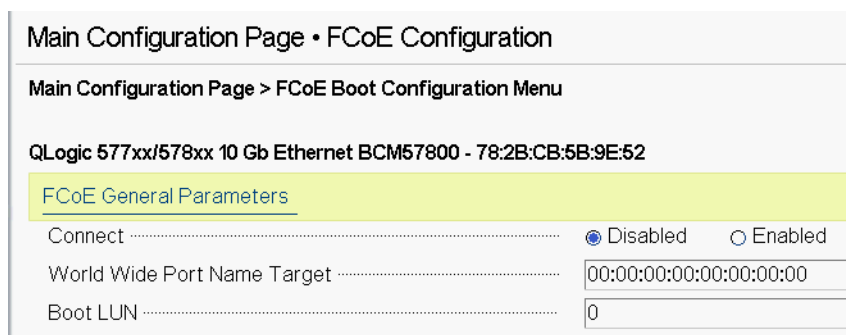 Main Configuration Page • FCoE Configuration
Main Configuration Page > FCoE Boot Configuration Menu
QLogic 577xx/578xx 10 Gb Ethernet BCM57800 - 78:2B:CB:5B:9E:52
FCoE General Parameters
Connect Disabled Enabled
World Wide Port Name Target 00:00:00:00:00:00:00:00
Boot LUN 0